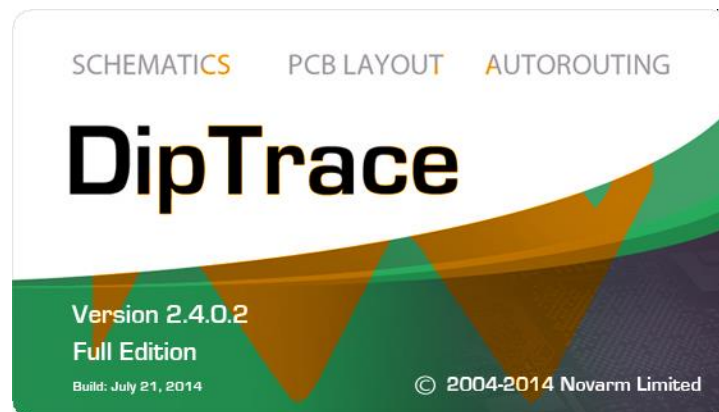 SCHEMATICS PCB LAYOUT AUTOROUTING
DipTrace
Version 2.4.0.2
Full Edition
Build: July 21, 2014
© 2004-2014 Novarm Limited